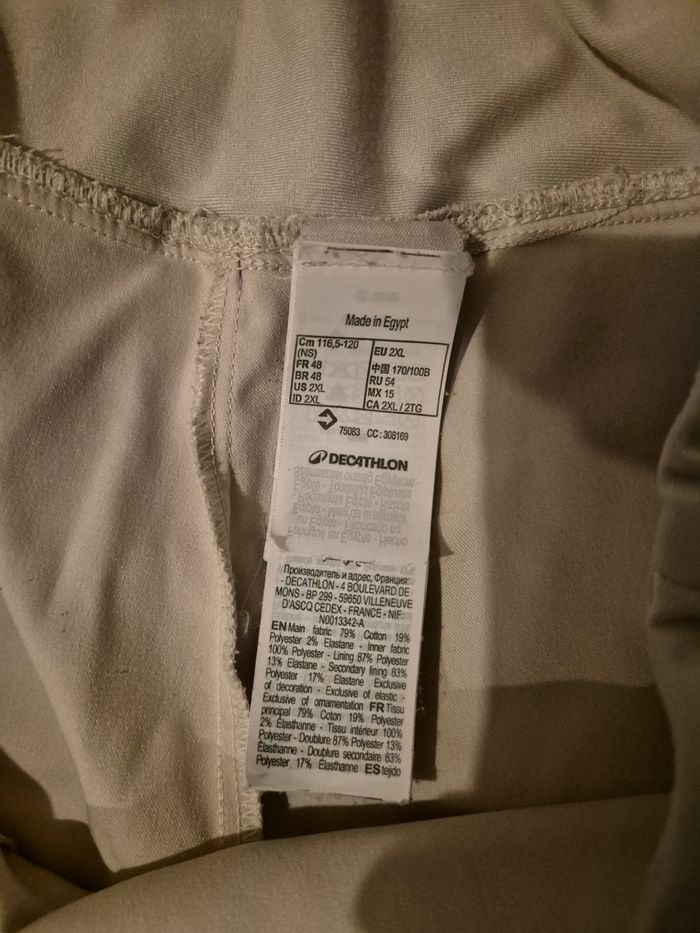 Made in Egypt
Cm 116,5-120
(NS)
FR 48
BR 48
US 2XL
ID 2XL
EU 2XL
中国 170/100B
RU 54
MX 15
CA 2XL / 2TG
75083 CC : 308169
DECATHLON
Производитель и адрес, Франция:
- DECATHLON - 4 BOULEVARD DE
MONS - BP 299 - 59650 VILLENEUVE
D'ASCQ CEDEX - FRANCE - NIF:
N0013342-A
EN Main fabric 79% Cotton 19%
Polyester 2% Elastane - Inner fabric
100% Polyester - Lining 87% Polyester
13% Elastane - Secondary lining 83%
Polyester 17% Elastane Exclusive
of decoration - Exclusive of elastic -
Exclusive of ornamentation FR Tissu
principal 79% Coton 19% Polyester
2% Élasthanne - Tissu intérieur 100%
Polyester - Doublure 87% Polyester 13%
Élasthanne - Doublure secondaire 83%
Polyester 17% Élasthanne ES tejido